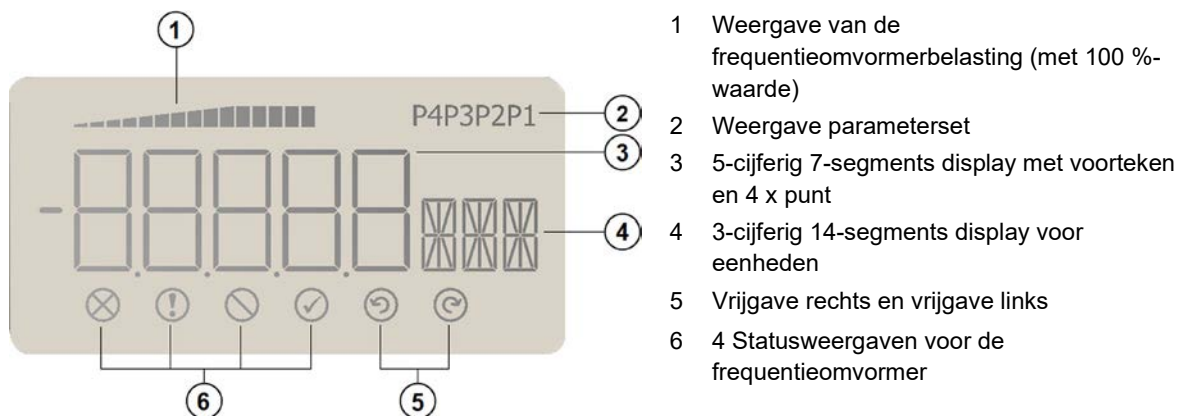 1
P4P3P2P1
2
3
4
6
5
1 Weergave van de
frequentieomvormerbelasting (met 100 %-
waarde)
2 Weergave parameterset
3 5-cijferig 7-segments display met voorteken
en 4 x punt
4 3-cijferig 14-segments display voor
eenheden
5 Vrijgave rechts en vrijgave links
6 4 Statusweergaven voor de
frequentieomvormer